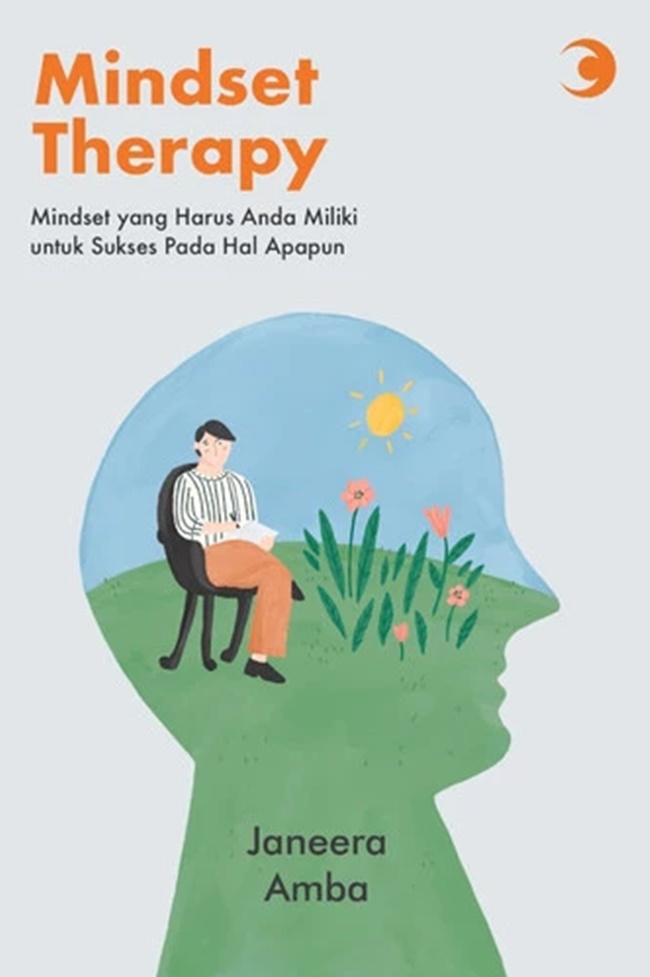 Mindset
Therapy
Mindset yang Harus Anda Miliki
untuk Sukses Pada Hal Apapun
Janeera
Amba